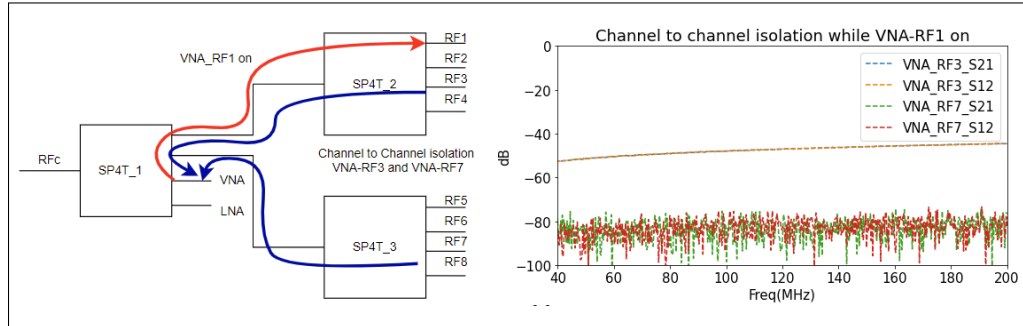 VNA_RF1 on
RF1
RF2
RF3
RF4
SP4T_2
RFc
SP4T_1
VNA
LNA
Channel to Channel isolation
VNA-RF3 and VNA-RF7
RF5
RF6
RF7
RF8
SP4T_3
Channel to channel isolation while VNA-RF1 on
VNA_RF3_S21
VNA_RF3_S12
VNA_RF7_S21
VNA_RF7_S12
dB
0
−20
−40
−60
−80
−100
40
60
80
100
120
140
160
180
200
Freq(MHz)